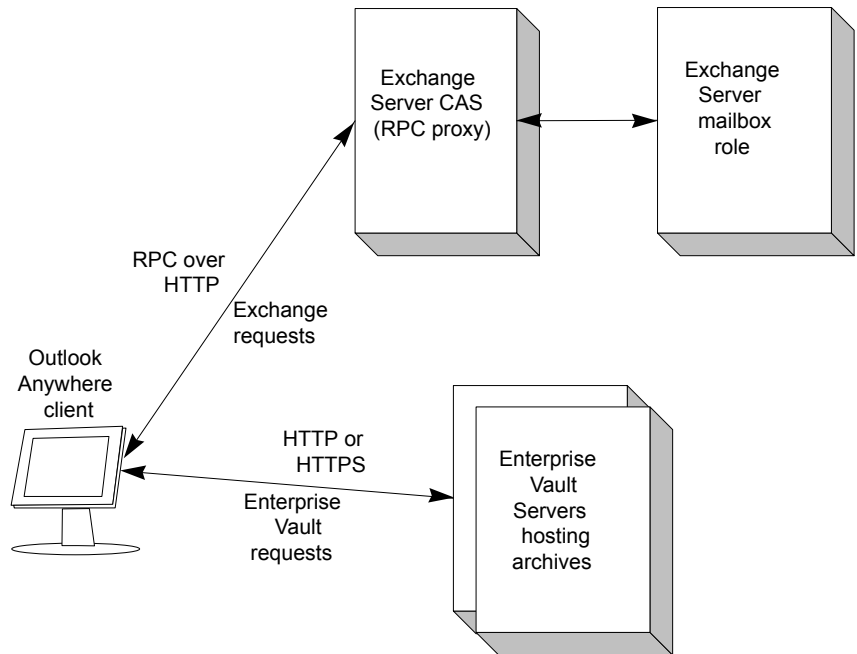 Exchange
Server CAS
(RPC proxy)
Exchange
Server
mailbox
role
RPC over
HTTP
Exchange
requests
Outlook
Anywhere
client
HTTP or
HTTPS
Enterprise
Vault
requests
Enterprise
Vault
Servers
hosting
archives